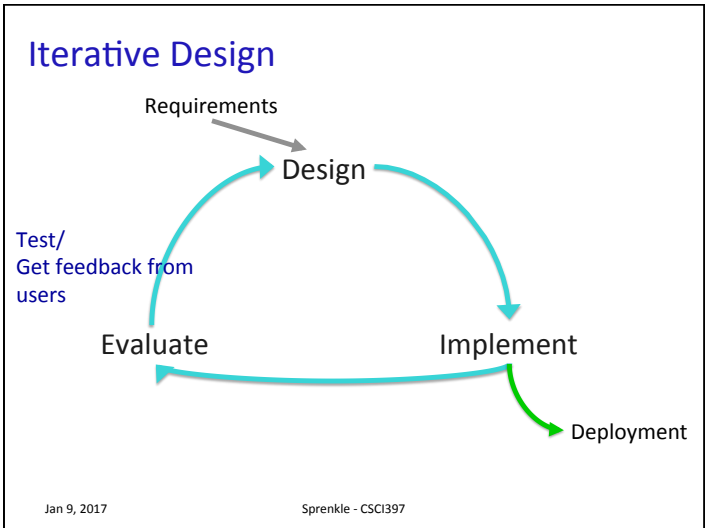 Iterative Design
Requirements
Design
Test/
Get feedback from
users
Evaluate
Implement
Deployment
Jan 9, 2017
Sprenkle - CSCI397